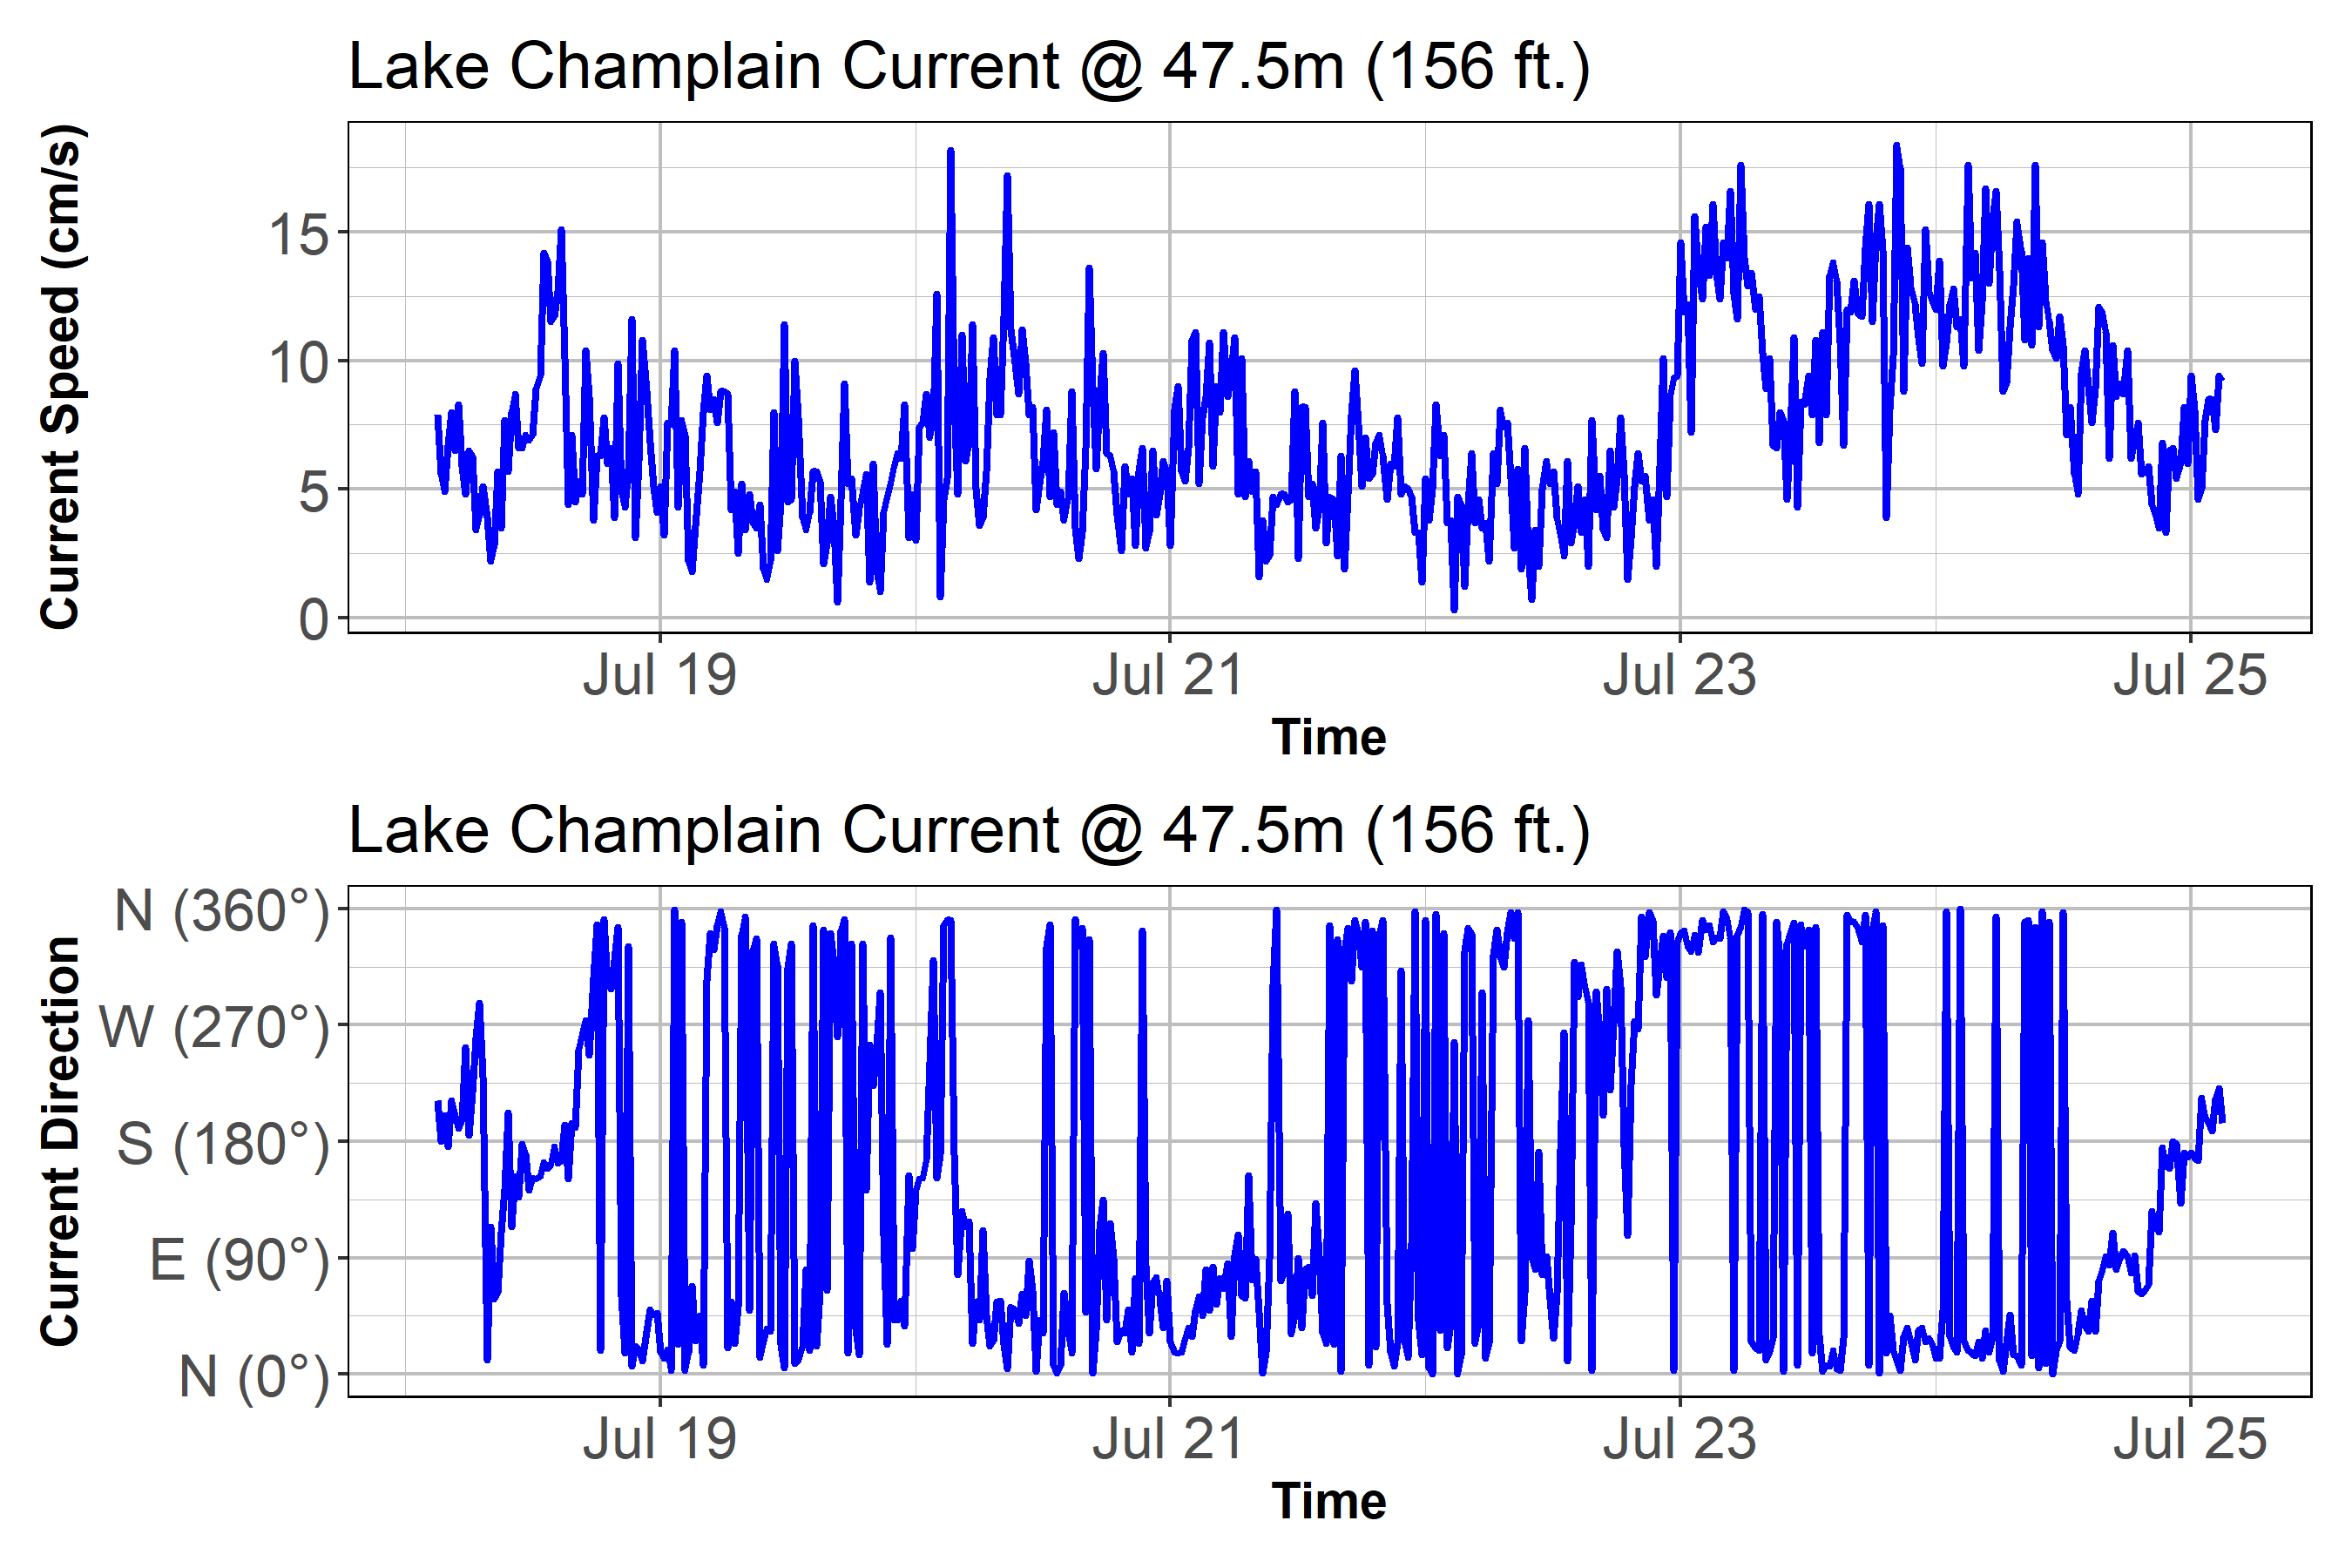 Lake Champlain Current @ 47.5m (156 ft.)
Current Speed (cm/s)
15
10
5
0
Jul 19 Jul 21 Jul 23 Jul 25
Time
Lake Champlain Current @ 47.5m (156 ft.)
Current Direction
N (360°)
W (270°)
S (180°)
E (90°)
N (0°)
Jul 19 Jul 21 Jul 23 Jul 25
Time